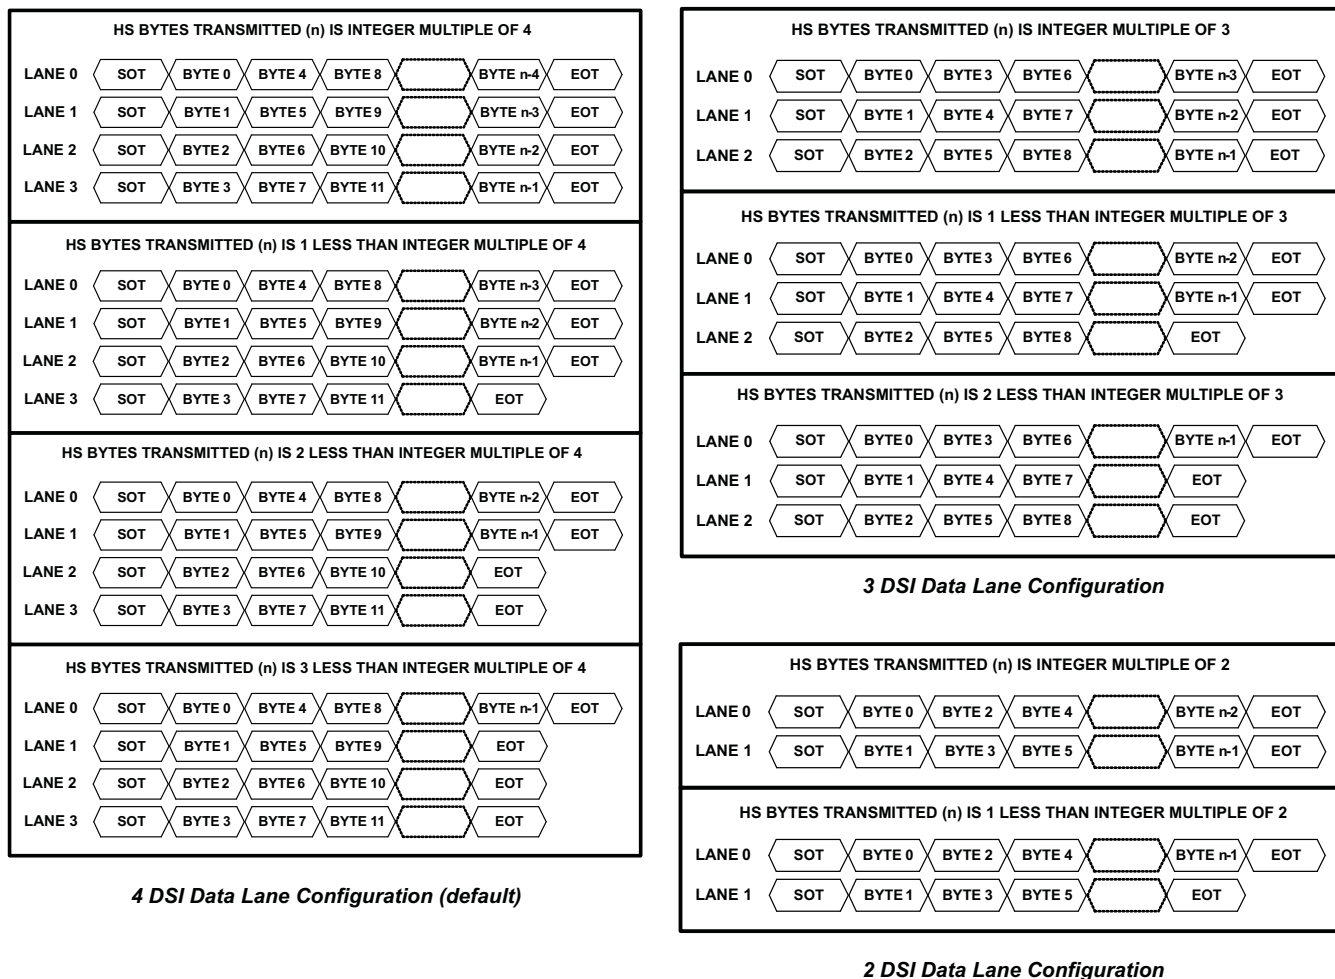 HS BYTES TRANSMITTED (n) IS INTEGER MULTIPLE OF 4
LANE 0 SOT BYTE 0 BYTE 4 BYTE 8 BYTE n-4 EOT
LANE 1 SOT BYTE 1 BYTE 5 BYTE 9 BYTE n-3 EOT
LANE 2 SOT BYTE 2 BYTE 6 BYTE 10 BYTE n-2 EOT
LANE 3 SOT BYTE 3 BYTE 7 BYTE 11 BYTE n-1 EOT
HS BYTES TRANSMITTED (n) IS 1 LESS THAN INTEGER MULTIPLE OF 4
LANE 0 SOT BYTE 0 BYTE 4 BYTE 8 BYTE n-3 EOT
LANE 1 SOT BYTE 1 BYTE 5 BYTE 9 BYTE n-2 EOT
LANE 2 SOT BYTE 2 BYTE 6 BYTE 10 BYTE n-1 EOT
LANE 3 SOT BYTE 3 BYTE 7 BYTE 11 EOT
HS BYTES TRANSMITTED (n) IS 2 LESS THAN INTEGER MULTIPLE OF 4
LANE 0 SOT BYTE 0 BYTE 4 BYTE 8 BYTE n-2 EOT
LANE 1 SOT BYTE 1 BYTE 5 BYTE 9 BYTE n-1 EOT
LANE 2 SOT BYTE 2 BYTE 6 BYTE 10 EOT
LANE 3 SOT BYTE 3 BYTE 7 BYTE 11 EOT
HS BYTES TRANSMITTED (n) IS 3 LESS THAN INTEGER MULTIPLE OF 4
LANE 0 SOT BYTE 0 BYTE 4 BYTE 8 BYTE n-1 EOT
LANE 1 SOT BYTE 1 BYTE 5 BYTE 9 EOT
LANE 2 SOT BYTE 2 BYTE 6 BYTE 10 EOT
LANE 3 SOT BYTE 3 BYTE 7 BYTE 11 EOT
4 DSI Data Lane Configuration (default)
HS BYTES TRANSMITTED (n) IS INTEGER MULTIPLE OF 3
LANE 0 SOT BYTE 0 BYTE 3 BYTE 6 BYTE n-3 EOT
LANE 1 SOT BYTE 1 BYTE 4 BYTE 7 BYTE n-2 EOT
LANE 2 SOT BYTE 2 BYTE 5 BYTE 8 BYTE n-1 EOT
HS BYTES TRANSMITTED (n) IS 1 LESS THAN INTEGER MULTIPLE OF 3
LANE 0 SOT BYTE 0 BYTE 3 BYTE 6 BYTE n-2 EOT
LANE 1 SOT BYTE 1 BYTE 4 BYTE 7 BYTE n-1 EOT
LANE 2 SOT BYTE 2 BYTE 5 BYTE 8 EOT
HS BYTES TRANSMITTED (n) IS 2 LESS THAN INTEGER MULTIPLE OF 3
LANE 0 SOT BYTE 0 BYTE 3 BYTE 6 BYTE n-1 EOT
LANE 1 SOT BYTE 1 BYTE 4 BYTE 7 EOT
LANE 2 SOT BYTE 2 BYTE 5 BYTE 8 EOT
3 DSI Data Lane Configuration
HS BYTES TRANSMITTED (n) IS INTEGER MULTIPLE OF 2
LANE 0 SOT BYTE 0 BYTE 2 BYTE 4 BYTE n-2 EOT
LANE 1 SOT BYTE 1 BYTE 3 BYTE 5 BYTE n-1 EOT
HS BYTES TRANSMITTED (n) IS 1 LESS THAN INTEGER MULTIPLE OF 2
LANE 0 SOT BYTE 0 BYTE 2 BYTE 4 BYTE n-1 EOT
LANE 1 SOT BYTE 1 BYTE 3 BYTE 5 EOT
2 DSI Data Lane Configuration